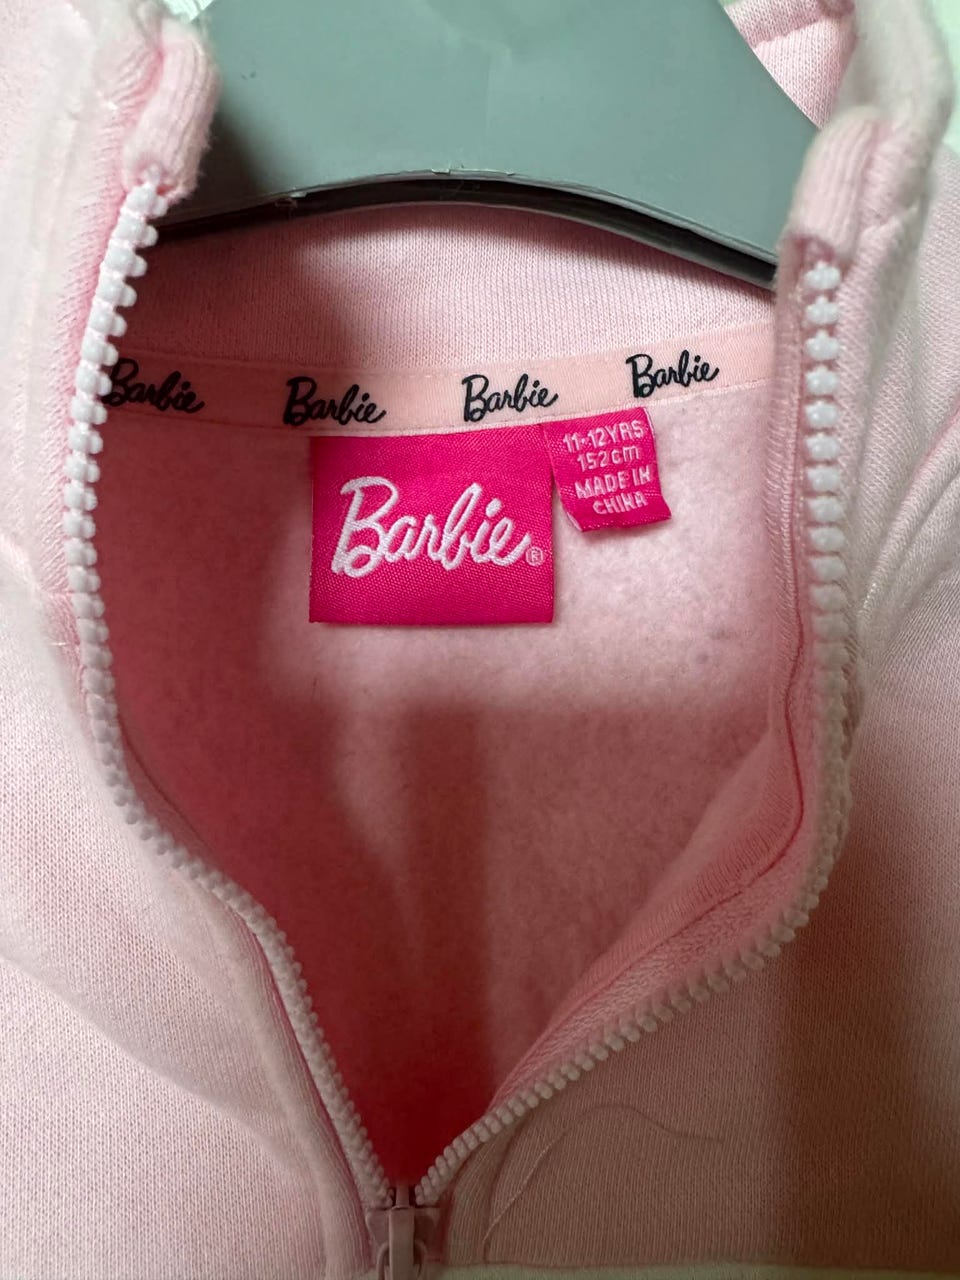 Barbie Barbie Barbie Barbie
Barbie®
11-12YRS
152cm
MADE IN
CHINA